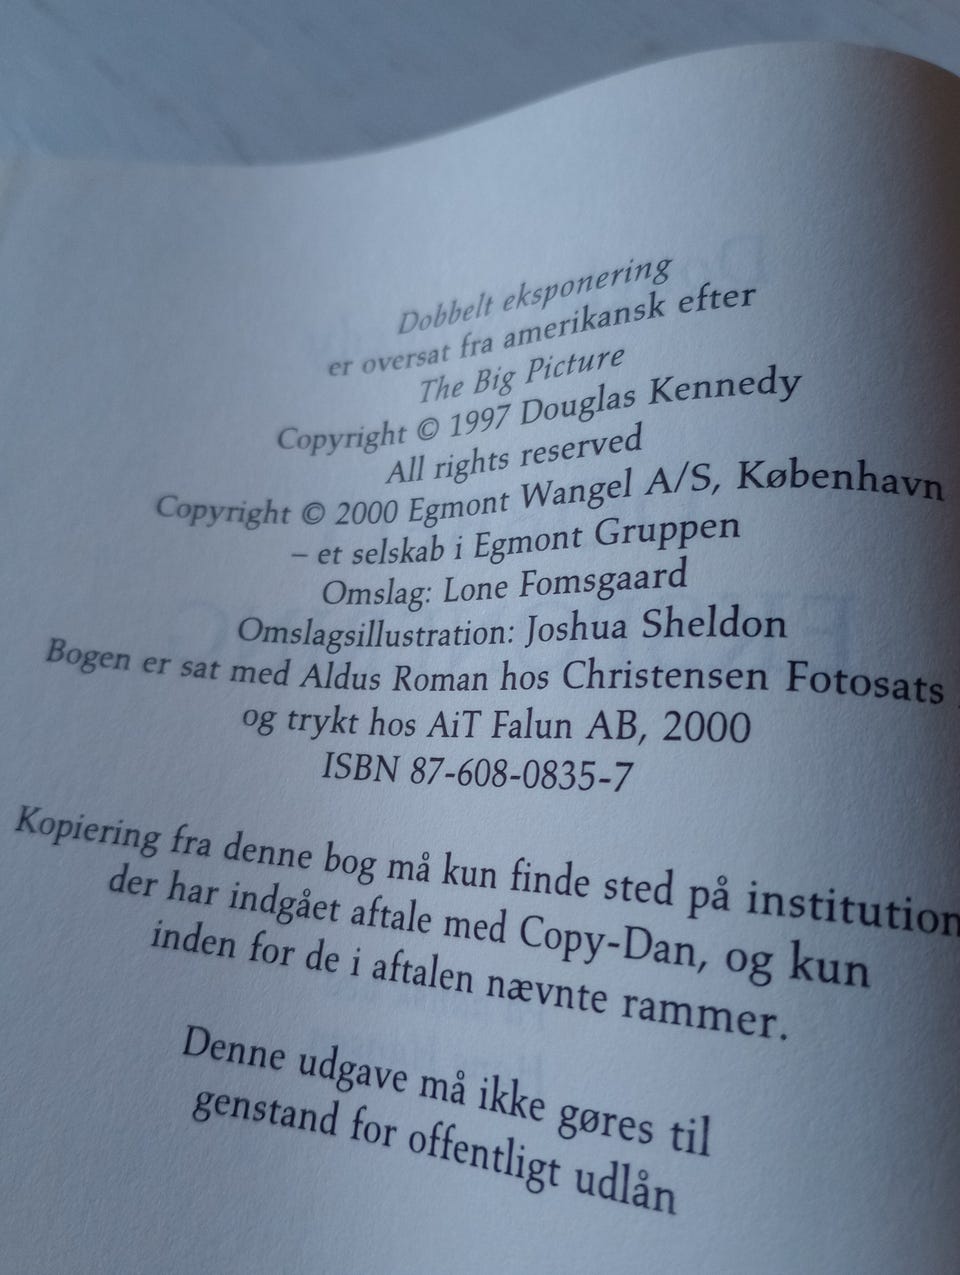 Dobbelt eksponering
er oversat fra amerikansk efter
The Big Picture
Copyright © 1997 Douglas Kennedy
All rights reserved
Copyright © 2000 Egmont Wangel A/S, København
– et selskab i Egmont Gruppen
Omslag: Lone Fomsgaard
Omslagsillustration: Joshua Sheldon
Bogen er sat med Aldus Roman hos Christensen Fotosats
og trykt hos AiT Falun AB, 2000
ISBN 87-608-0835-7
Kopiering fra denne bog må kun finde sted på institution
der har indgået aftale med Copy-Dan, og kun
inden for de i aftalen nævnte rammer.
Denne udgave må ikke gøres til
genstand for offentligt udlån